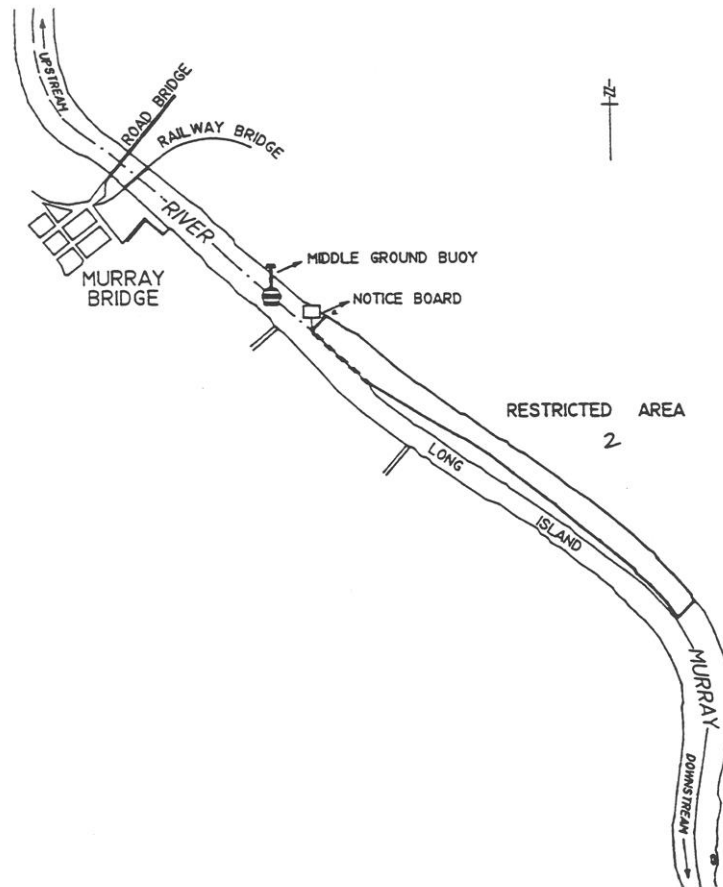 UPSTREAM
ROAD BRIDGE
RAILWAY BRIDGE
N
RIVER
MURRAY
BRIDGE
MIDDLE GROUND BUOY
NOTICE BOARD
RESTRICTED AREA
2
LONG
ISLAND
MURRAY
DOWNSTREAM